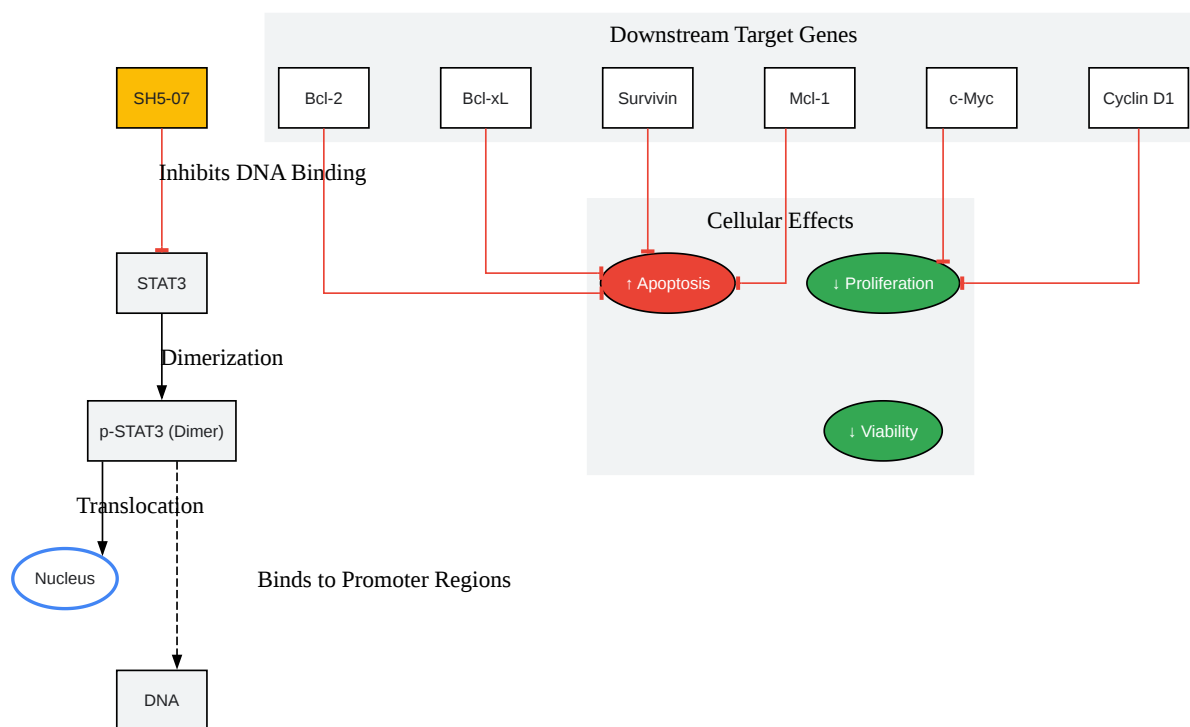 Downstream Target Genes
SH5-07
Bcl-2
Bcl-xL
Survivin
Mcl-1
c-Myc
Cyclin D1
Inhibits DNA Binding
Cellular Effects
STAT3
↑ Apoptosis
↓ Proliferation
Dimerization
p-STAT3 (Dimer)
↓ Viability
Translocation
Nucleus
Binds to Promoter Regions
DNA